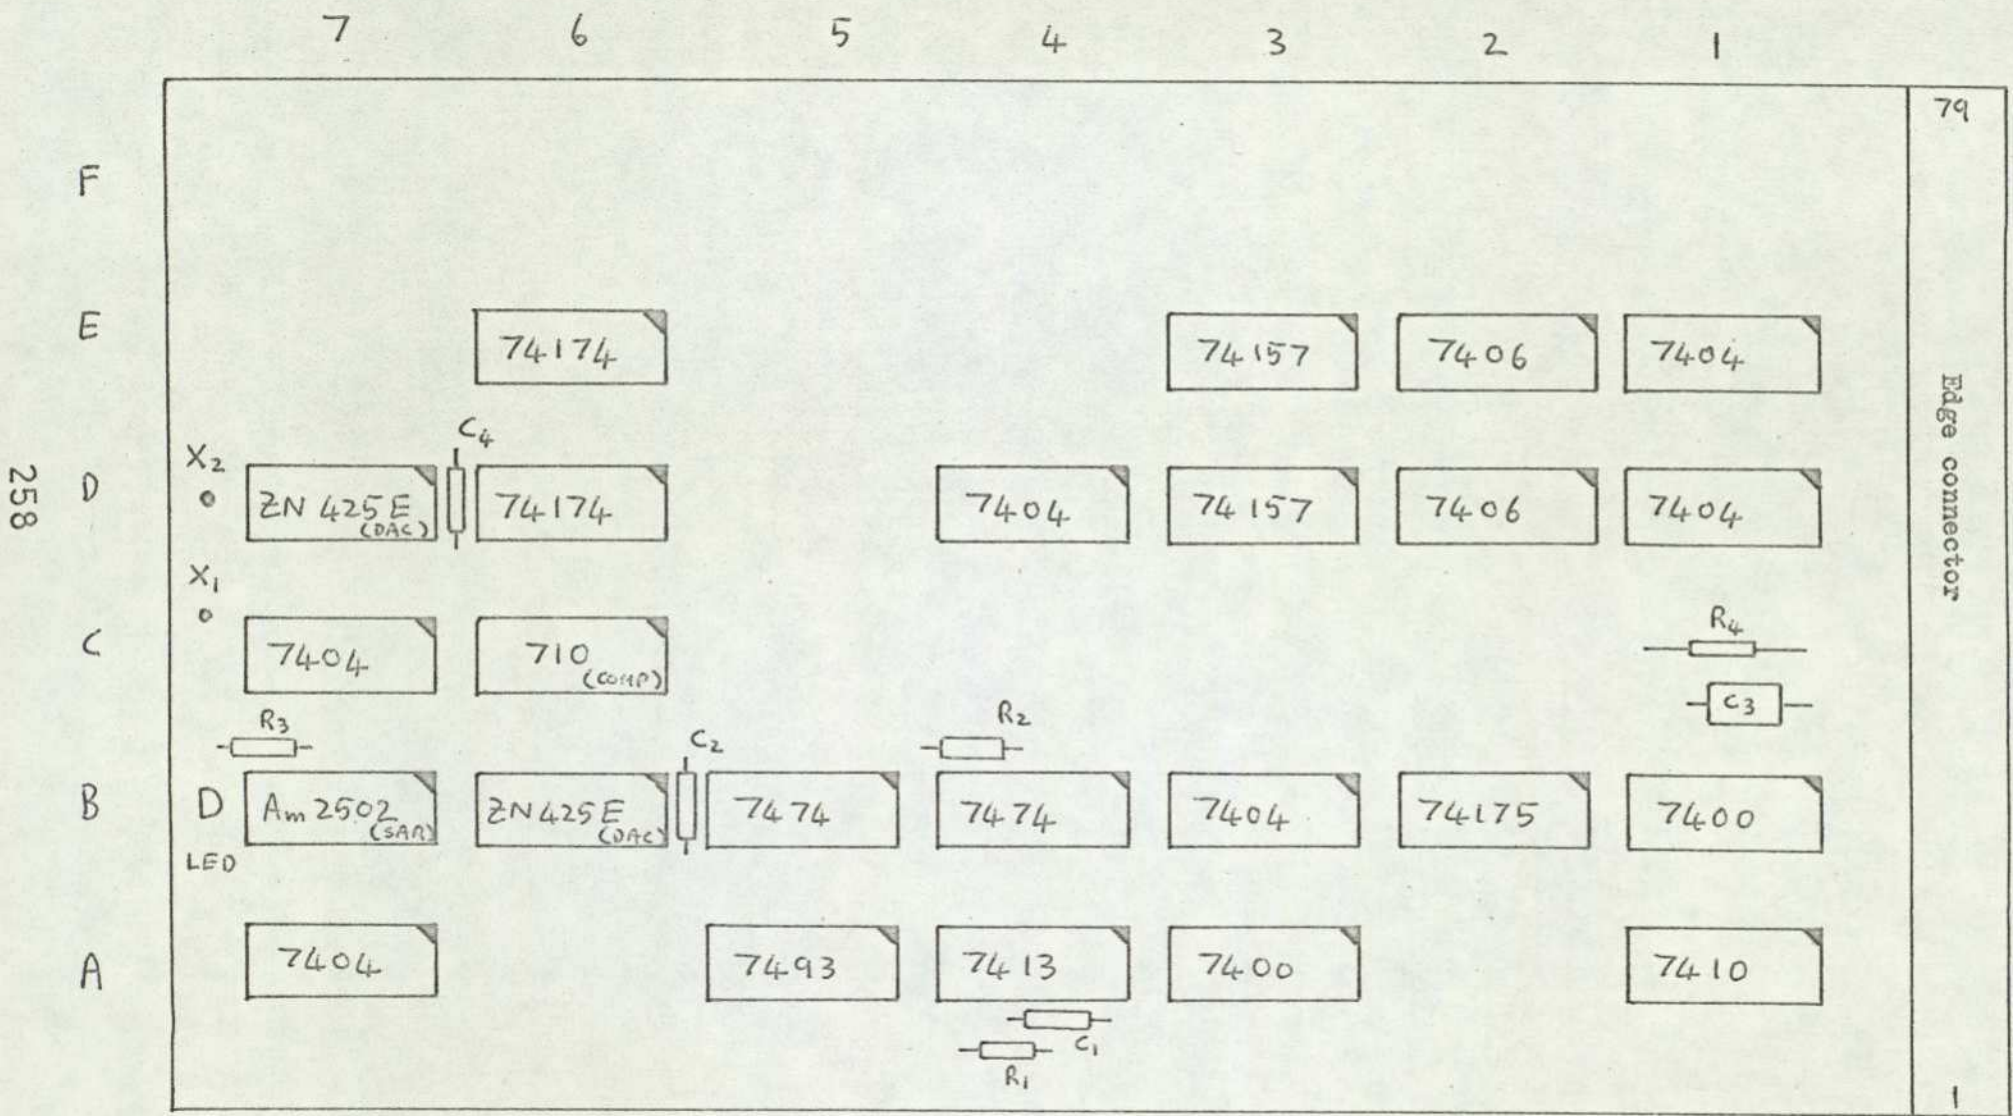 7 6 5 4 3 2 1
79
F
E 74174 74157 7406 7404
Edge connector
C4
X2
D ZN 425 E (DAC) 74174 7404 74157 7406 7404
258
X1
C 7404 710 (COMP) R4
C3
R3 C2 R2
B D Am 2502 (SAR) ZN 425 E (DAC) 7474 7474 7404 74175 7400
LED
A 7404 7493 7413 7400 7410
C1
R1
1